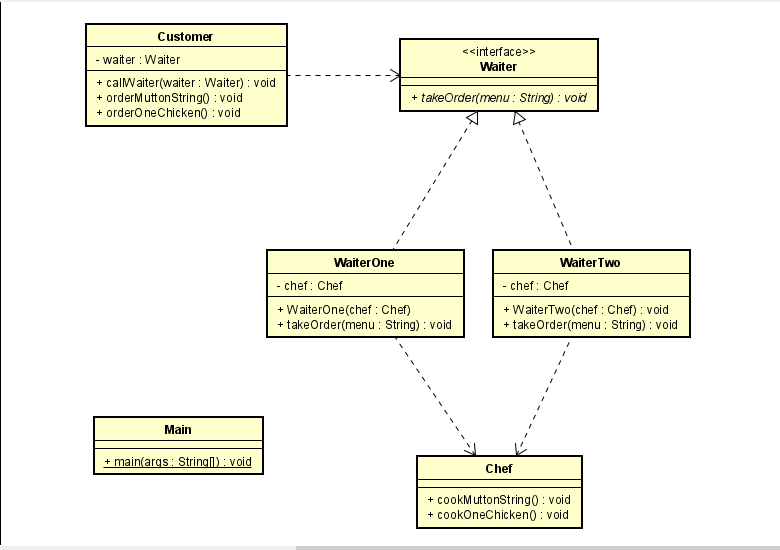 Customer
- waiter : Waiter
+ callWaiter(waiter : Waiter) : void
+ orderMuttonString() : void
+ orderOneChicken() : void
<<interface>>
Waiter
+ takeOrder(menu : String) : void
WaiterOne
- chef : Chef
+ WaiterOne(chef : Chef)
+ takeOrder(menu : String) : void
WaiterTwo
- chef : Chef
+ WaiterTwo(chef : Chef) : void
+ takeOrder(menu : String) : void
Main
+ main(args : String[]) : void
Chef
+ cookMuttonString() : void
+ cookOneChicken() : void